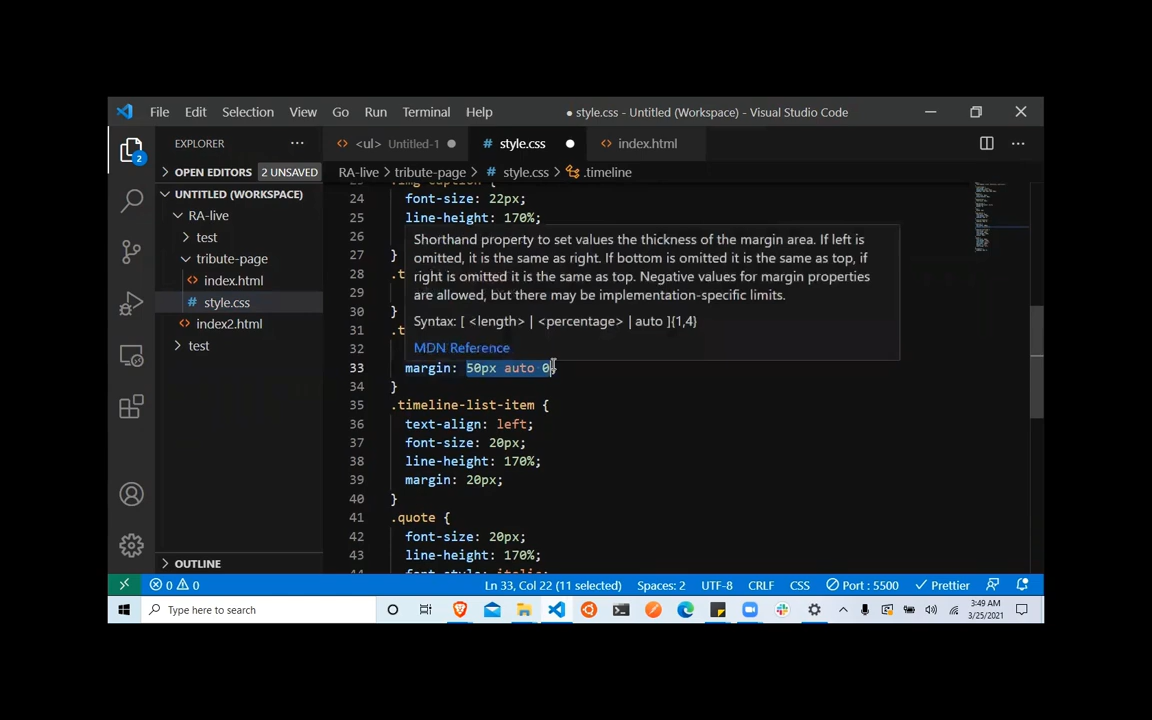 File Edit Selection View Go Run Terminal Help
● style.css - Untitled (Workspace) - Visual Studio Code
EXPLORER
<ul> Untitled-1
# style.css
index.html
OPEN EDITORS 2 UNSAVED
RA-live > tribute-page > # style.css > .timeline
UNTITLED (WORKSPACE)
RA-live
test
tribute-page
index.html
# style.css
index2.html
test
OUTLINE
2
24 font-size: 22px;
25 line-height: 170%;
26
27 }
28 .t
29
30 }
31 .t
32
Shorthand property to set values the thickness of the margin area. If left is
omitted, it is the same as right. If bottom is omitted it is the same as top, if
right is omitted it is the same as top. Negative values for margin properties
are allowed, but there may be implementation-specific limits.
Syntax: [ <length> | <percentage> | auto ]{1,4}
MDN Reference
33 margin: 50px auto 0
34 }
35 .timeline-list-item {
36 text-align: left;
37 font-size: 20px;
38 line-height: 170%;
39 margin: 20px;
40 }
41 .quote {
42 font-size: 20px;
43 line-height: 170%;
0 0 Ln 33, Col 22 (11 selected) Spaces: 2 UTF-8 CRLF CSS Port : 5500 Prettier
Type here to search
3:49 AM
3/25/2021